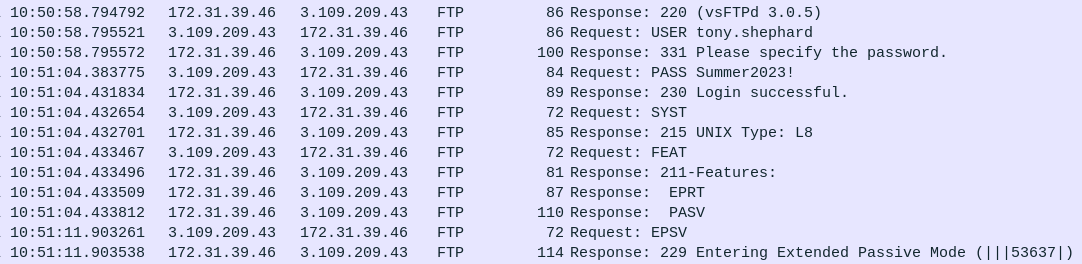 10:50:58.794792 172.31.39.46 3.109.209.43 FTP 86 Response: 220 (vsFTPd 3.0.5)
10:50:58.795521 3.109.209.43 172.31.39.46 FTP 86 Request: USER tony.shephard
10:50:58.795572 172.31.39.46 3.109.209.43 FTP 100 Response: 331 Please specify the password.
10:51:04.383775 3.109.209.43 172.31.39.46 FTP 84 Request: PASS Summer2023!
10:51:04.431834 172.31.39.46 3.109.209.43 FTP 89 Response: 230 Login successful.
10:51:04.432654 3.109.209.43 172.31.39.46 FTP 72 Request: SYST
10:51:04.432701 172.31.39.46 3.109.209.43 FTP 85 Response: 215 UNIX Type: L8
10:51:04.433467 3.109.209.43 172.31.39.46 FTP 72 Request: FEAT
10:51:04.433496 172.31.39.46 3.109.209.43 FTP 81 Response: 211-Features:
10:51:04.433509 172.31.39.46 3.109.209.43 FTP 87 Response:  EPRT
10:51:04.433812 172.31.39.46 3.109.209.43 FTP 110 Response:  PASV
10:51:11.903261 3.109.209.43 172.31.39.46 FTP 72 Request: EPSV
10:51:11.903538 172.31.39.46 3.109.209.43 FTP 114 Response: 229 Entering Extended Passive Mode (|||53637|)